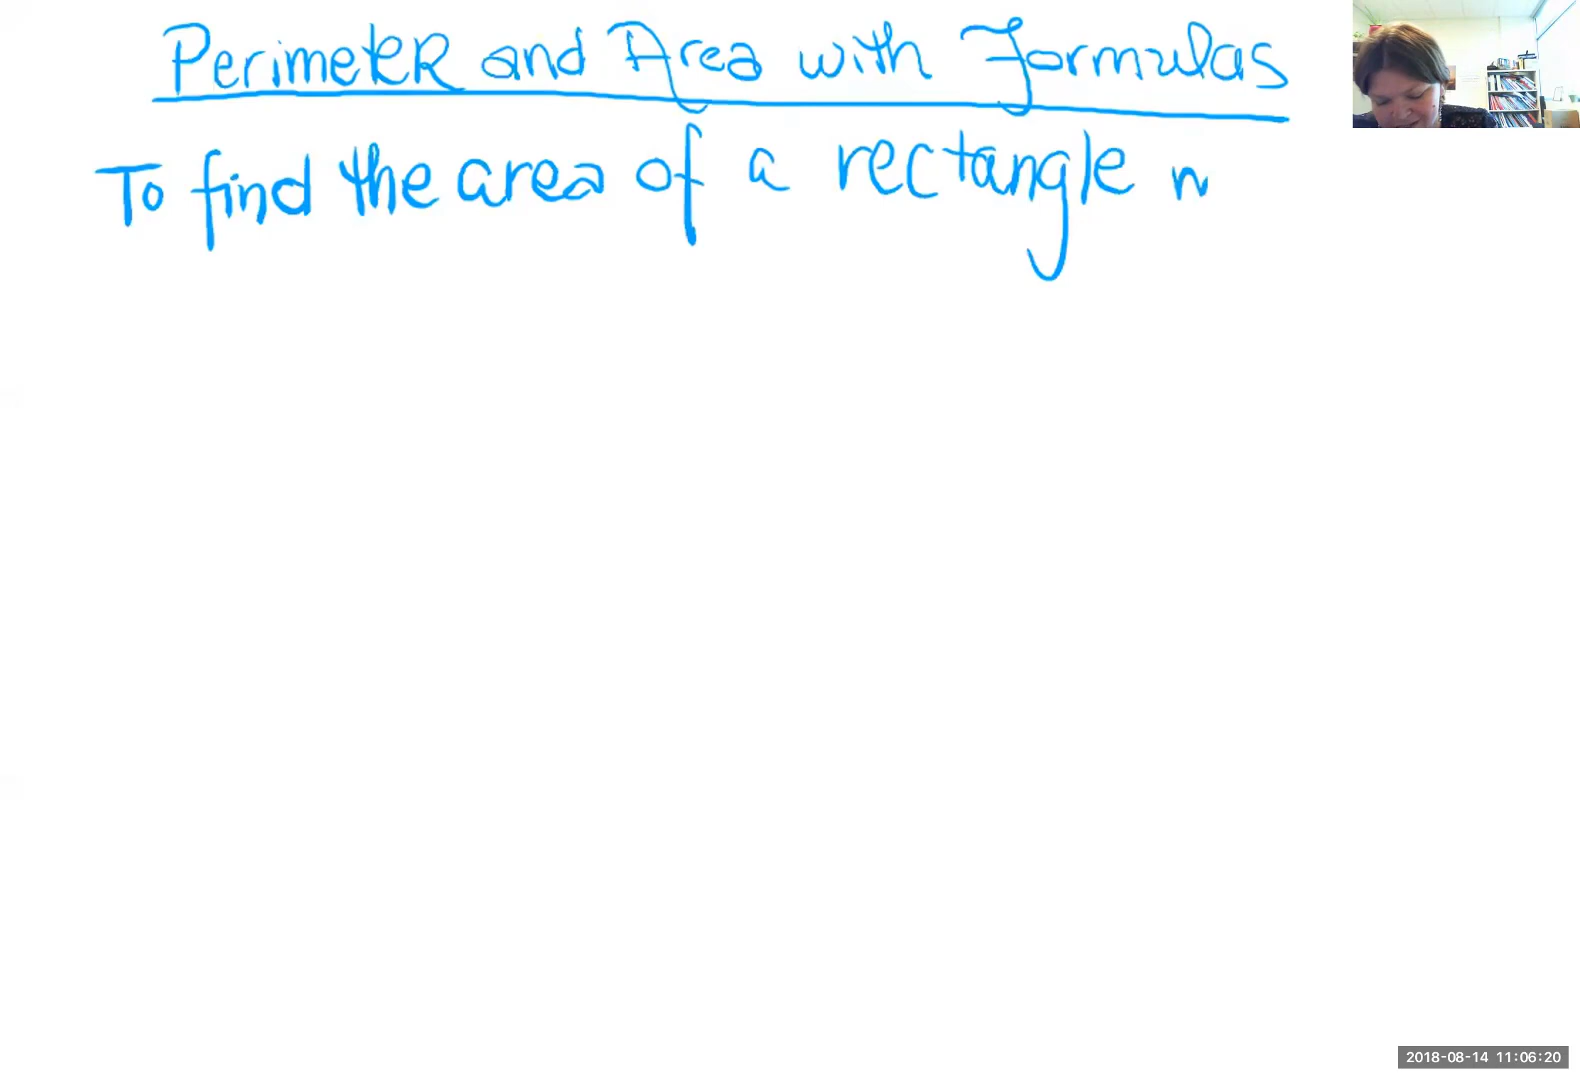 Perimeter and Area with Formulas
To find the area of a rectangle
2018-08-14 11:06:20